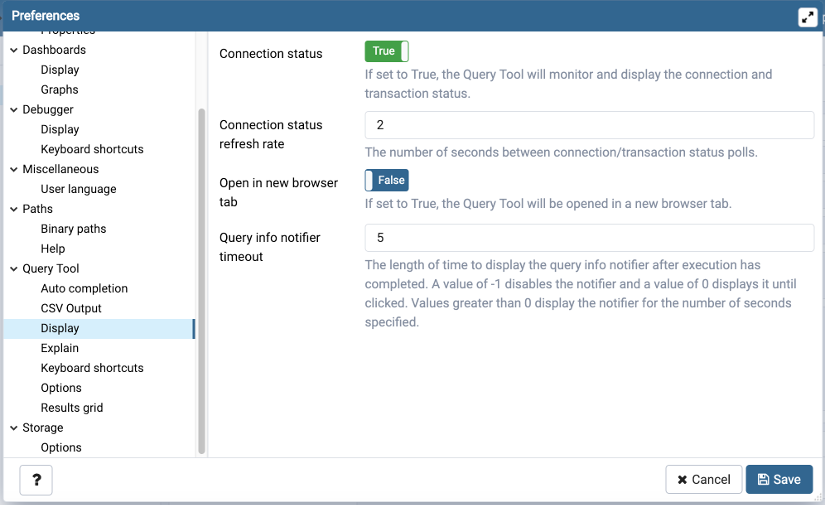 Preferences
Properties
Dashboards
Display
Graphs
Debugger
Display
Keyboard shortcuts
Miscellaneous
User language
Paths
Binary paths
Help
Query Tool
Auto completion
CSV Output
Display
Explain
Keyboard shortcuts
Options
Results grid
Storage
Options
Connection status
True
If set to True, the Query Tool will monitor and display the connection and
transaction status.
Connection status
refresh rate
2
The number of seconds between connection/transaction status polls.
Open in new browser
tab
False
If set to True, the Query Tool will be opened in a new browser tab.
Query info notifier
timeout
5
The length of time to display the query info notifier after execution has
completed. A value of -1 disables the notifier and a value of 0 displays it until
clicked. Values greater than 0 display the notifier for the number of seconds
specified.
?
Cancel
Save